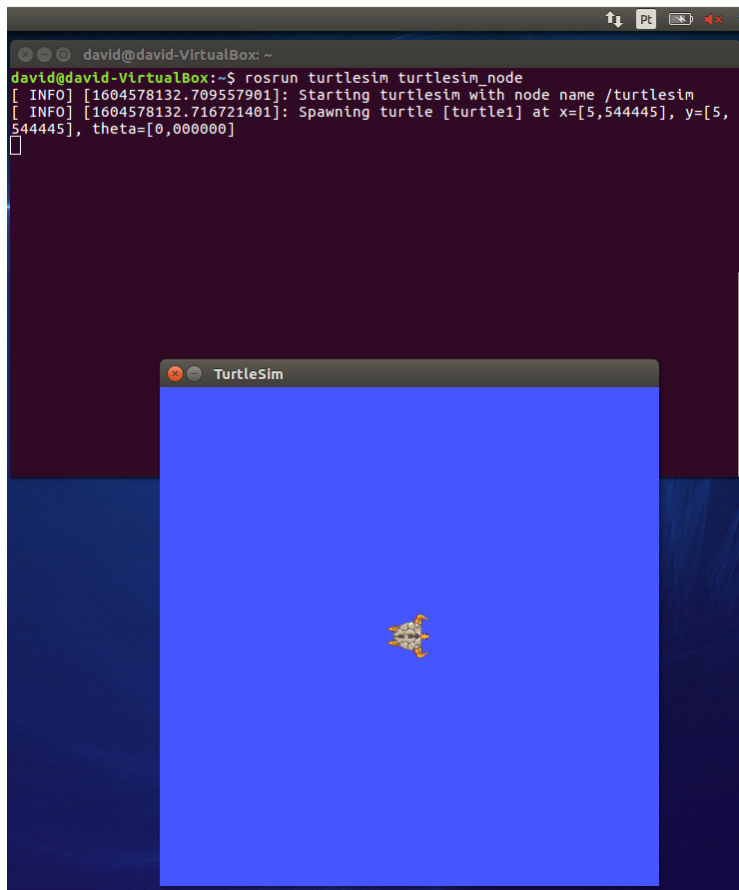 Pt
david@david-VirtualBox: ~
david@david-VirtualBox:~$ rosrun turtlesim turtlesim_node
[ INFO] [1604578132.709557901]: Starting turtlesim with node name /turtlesim
[ INFO] [1604578132.716721401]: Spawning turtle [turtle1] at x=[5,544445], y=[5,
544445], theta=[0,000000]
TurtleSim